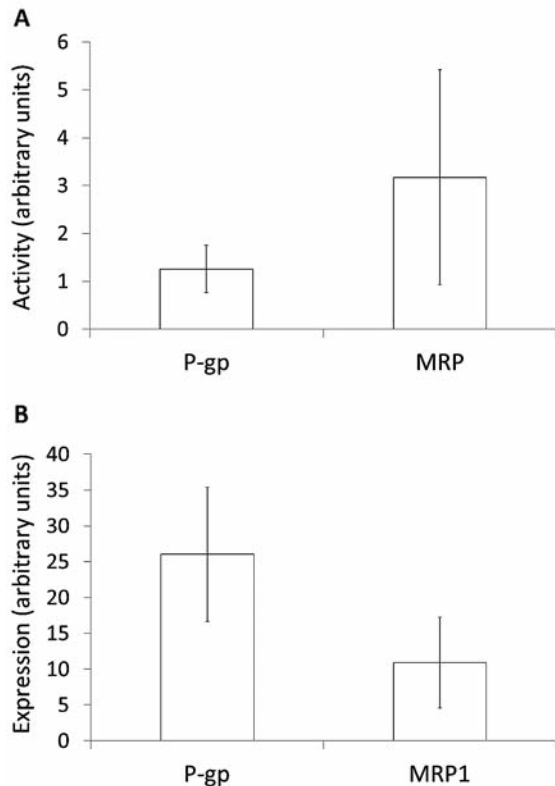 A
Activity (arbitrary units)
6
5
4
3
2
1
0
P-gp MRP
B
Expression (arbitrary units)
40
35
30
25
20
15
10
5
0
P-gp MRP1